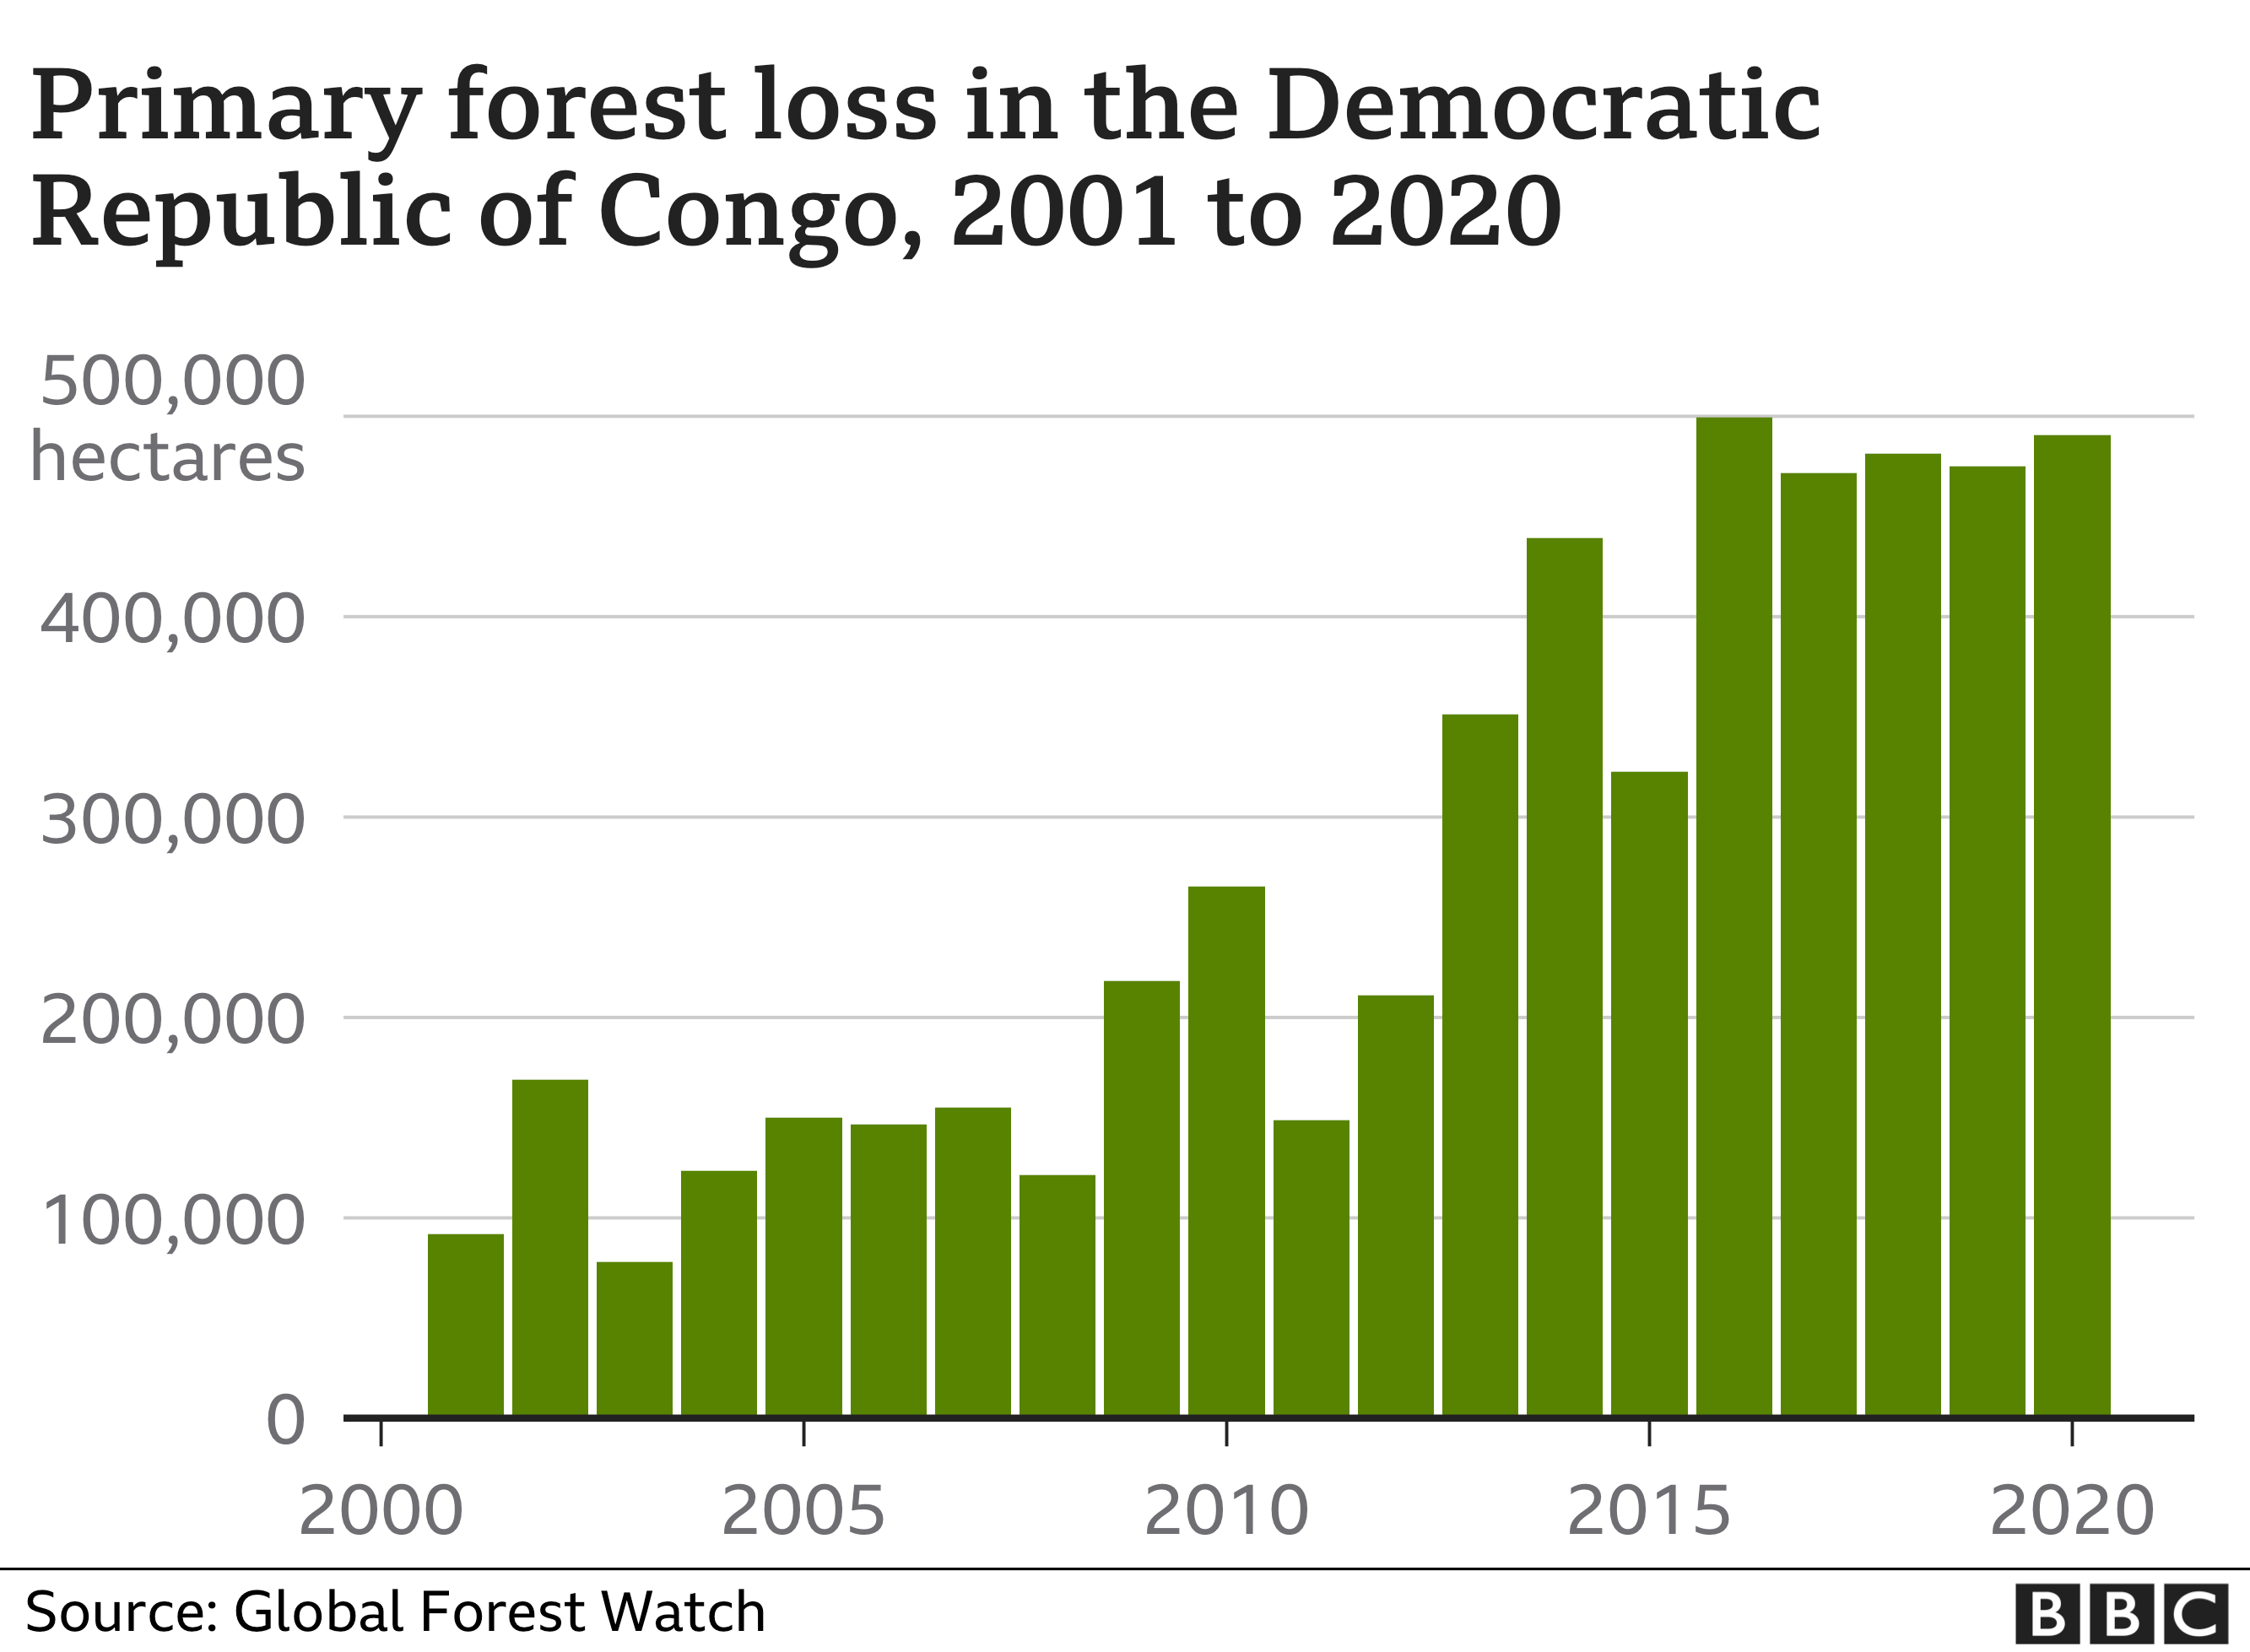 Primary forest loss in the Democratic
Republic of Congo, 2001 to 2020
500,000
hectares
400,000
300,000
200,000
100,000
0
2000 2005 2010 2015 2020
Source: Global Forest Watch
BBC